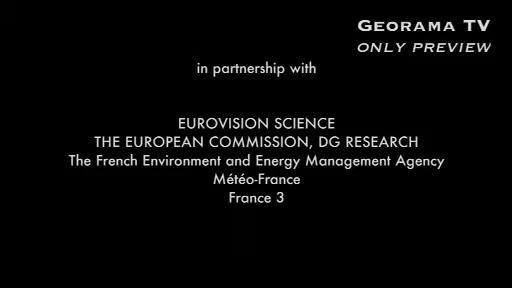 GEORAMA TV
ONLY PREVIEW
in partnership with
EUROVISION SCIENCE
THE EUROPEAN COMMISSION, DG RESEARCH
The French Environment and Energy Management Agency
Météo-France
France 3